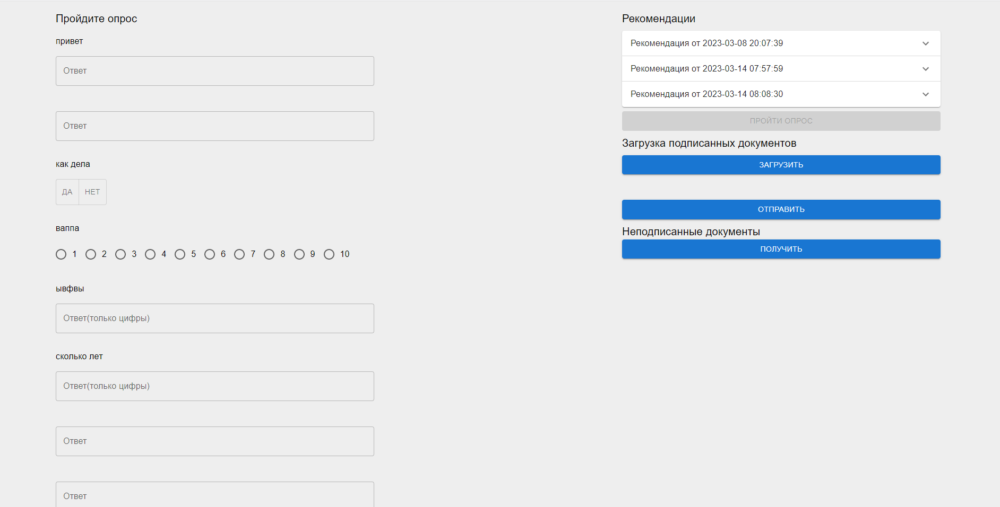 Пройдите опрос
привет
Ответ
Ответ
как дела
ДА НЕТ
ваппа
1 2 3 4 5 6 7 8 9 10
ывфвы
Ответ(только цифры)
сколько лет
Ответ(только цифры)
Ответ
Ответ
Рекомендации
Рекомендация от 2023-03-08 20:07:39
Рекомендация от 2023-03-14 07:57:59
Рекомендация от 2023-03-14 08:08:30
ПРОЙТИ ОПРОС
Загрузка подписанных документов
ЗАГРУЗИТЬ
ОТПРАВИТЬ
Неподписанные документы
ПОЛУЧИТЬ